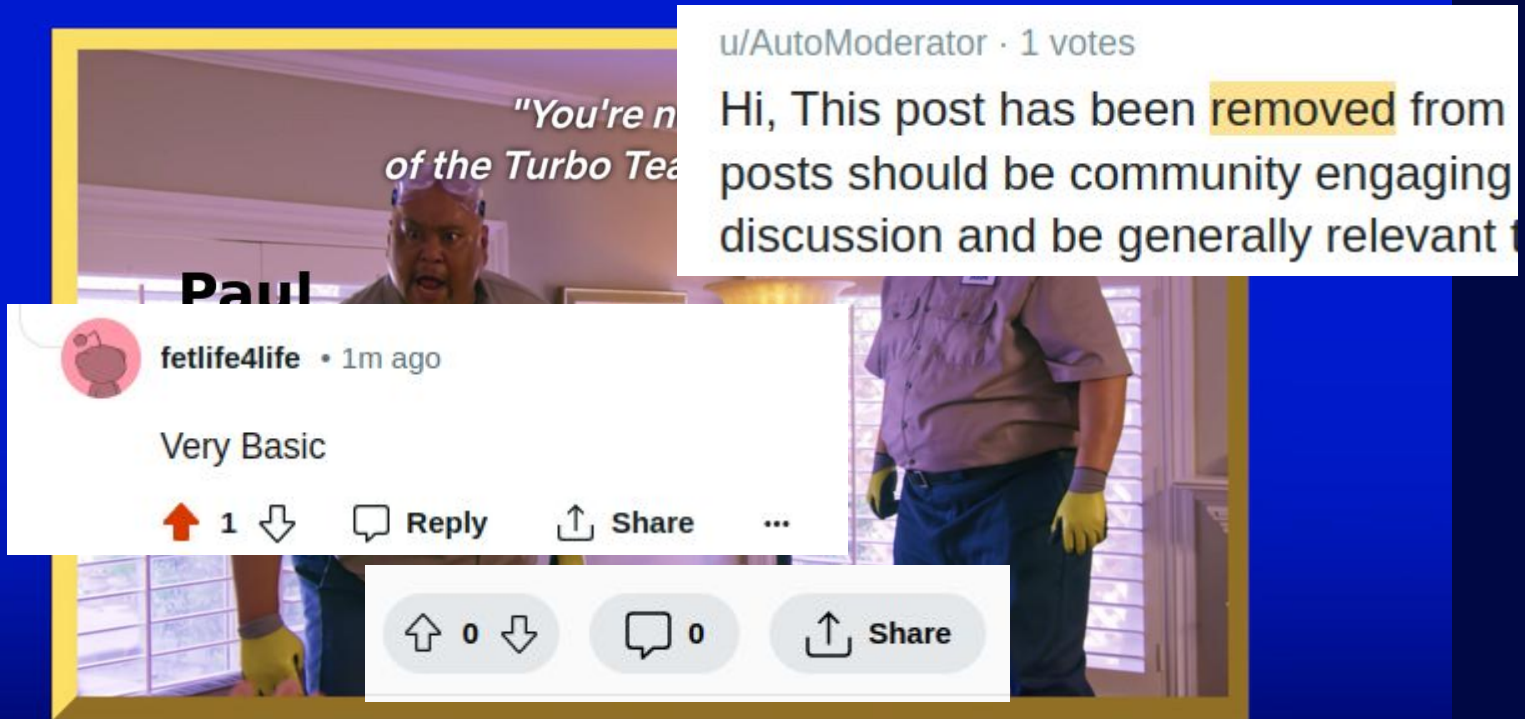 "You're n
of the Turbo Tea
Paul
u/AutoModerator · 1 votes
Hi, This post has been removed from
posts should be community engaging
discussion and be generally relevant t
fetlife4life • 1m ago
Very Basic
1 Reply Share ...
0 0 Share